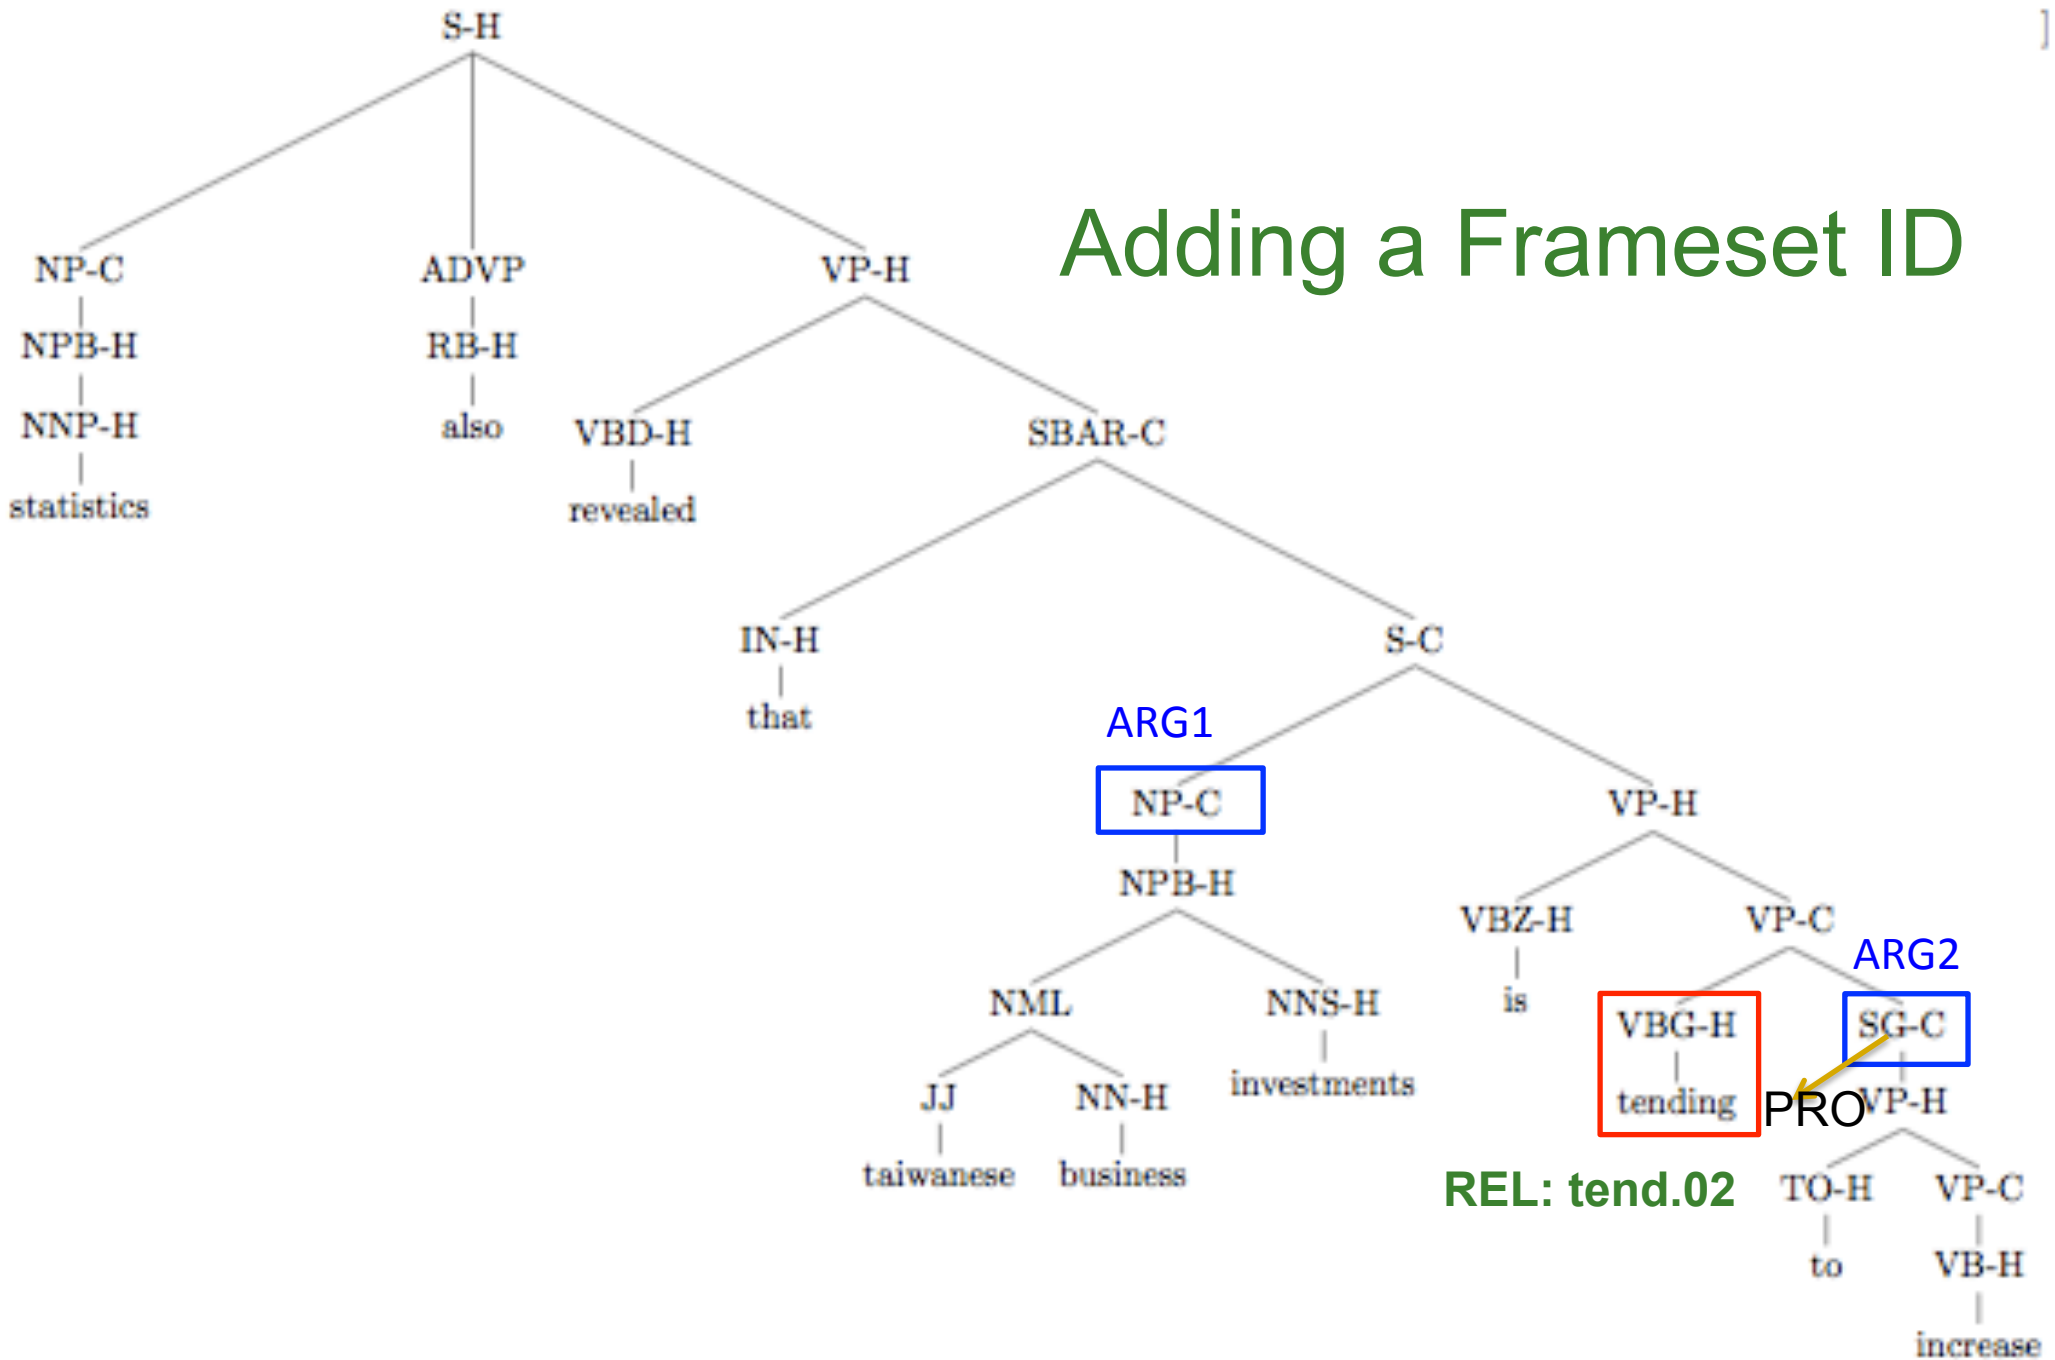 S-H ]
Adding a Frameset ID
NP-C ADVP VP-H
NPB-H RB-H
NNP-H also VBD-H SBAR-C
statistics revealed
IN-H S-C
that
ARG1
NP-C VP-H
NPB-H VBZ-H VP-C
ARG2
NML NNS-H is VBG-H SG-C
JJ NN-H investments tending PRO VP-H
taiwanese business
REL: tend.02 TO-H VP-C
to VB-H
increase